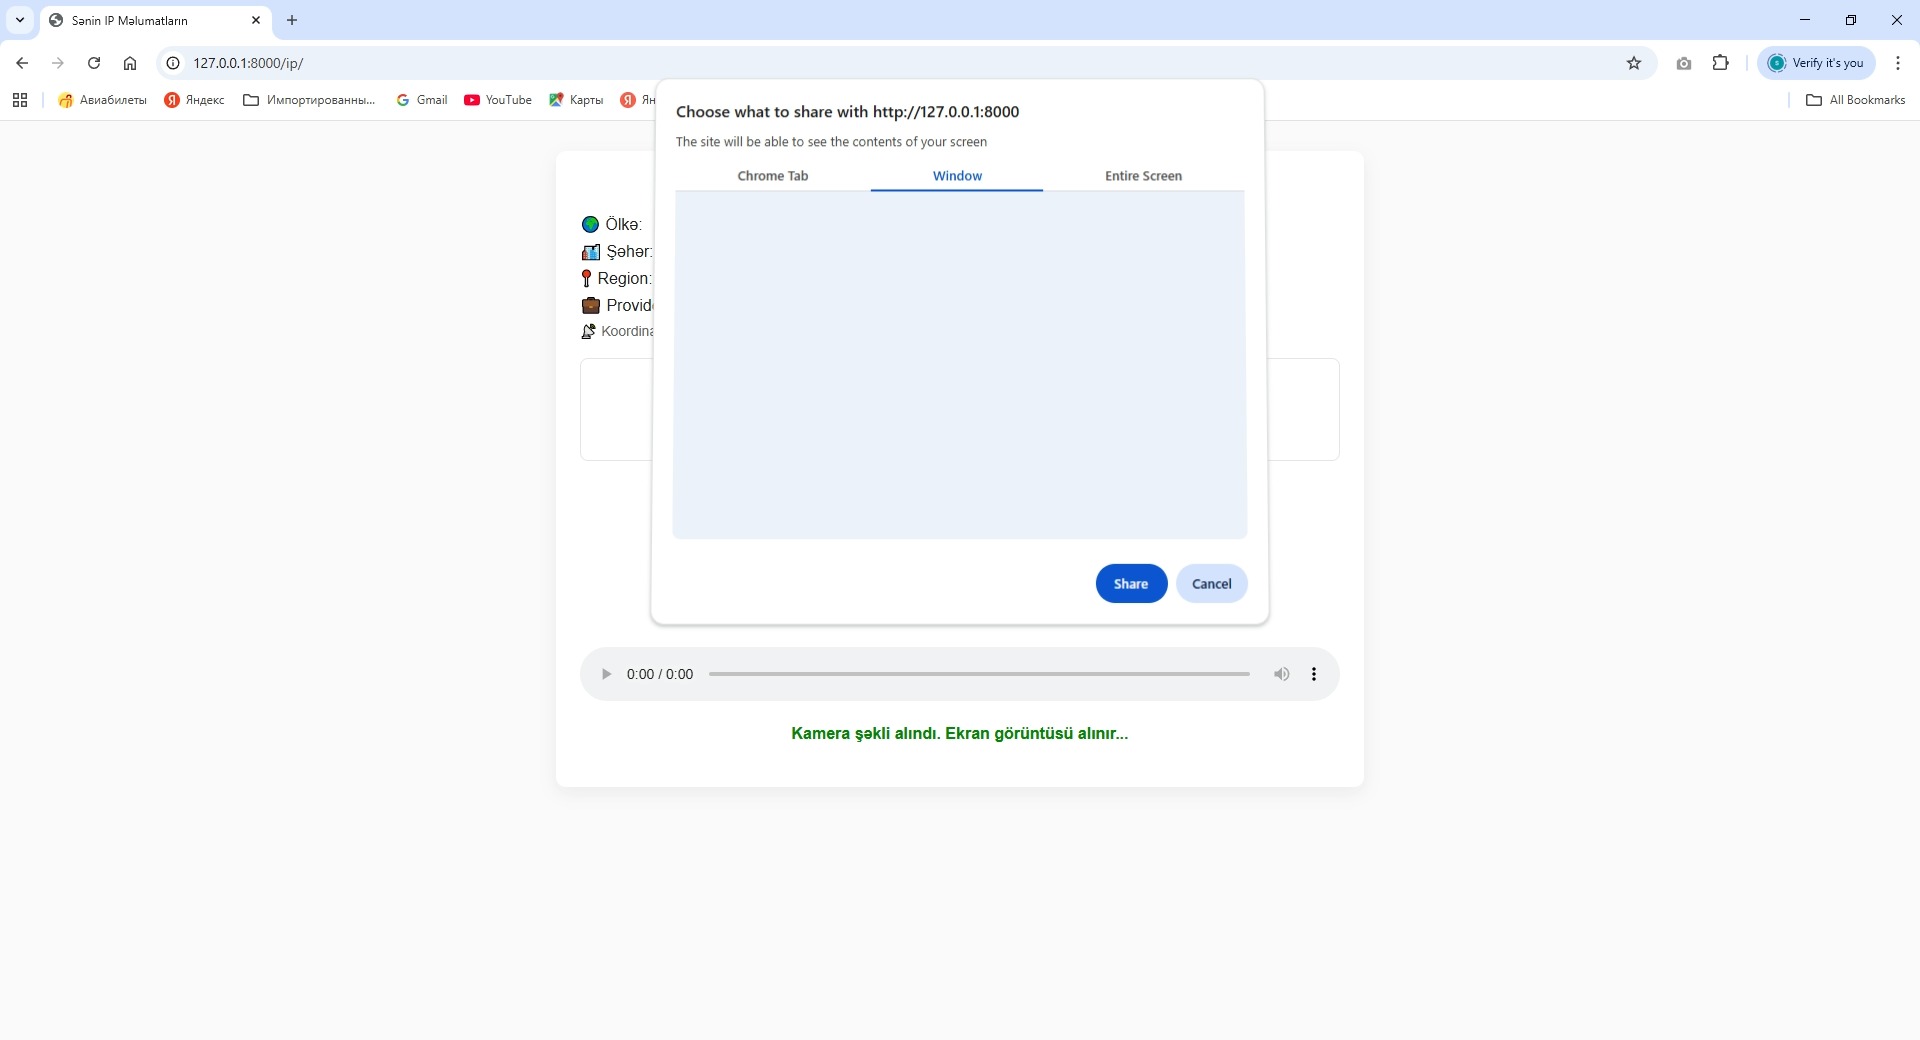 Sənin IP Məlumatların
127.0.0.1:8000/ip/
Verify it's you
Авиабилеты
Яндекс
Импортированны...
Gmail
YouTube
Карты
All Bookmarks
Choose what to share with http://127.0.0.1:8000
The site will be able to see the contents of your screen
Chrome Tab
Window
Entire Screen
Ölkə:
Şəhər:
Region:
Share
Cancel
0:00 / 0:00
Kamera şəkli alındı. Ekran görüntüsü alınır...